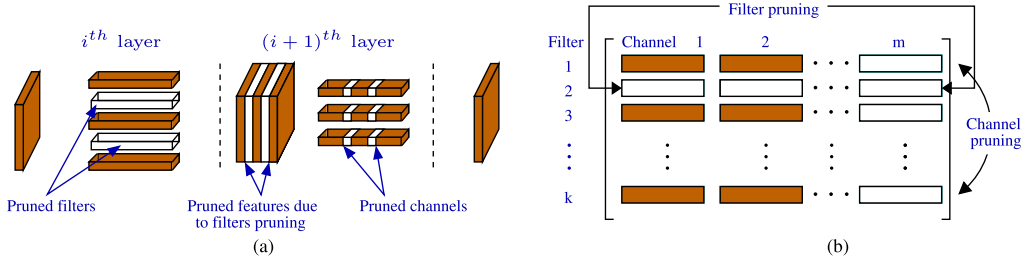 i^{th} layer
(i + 1)^{th} layer
Pruned filters
Pruned features due
to filters pruning
Pruned channels
(a)
Filter pruning
Filter Channel 1 2 m
1
2
3
k
Channel
pruning
(b)